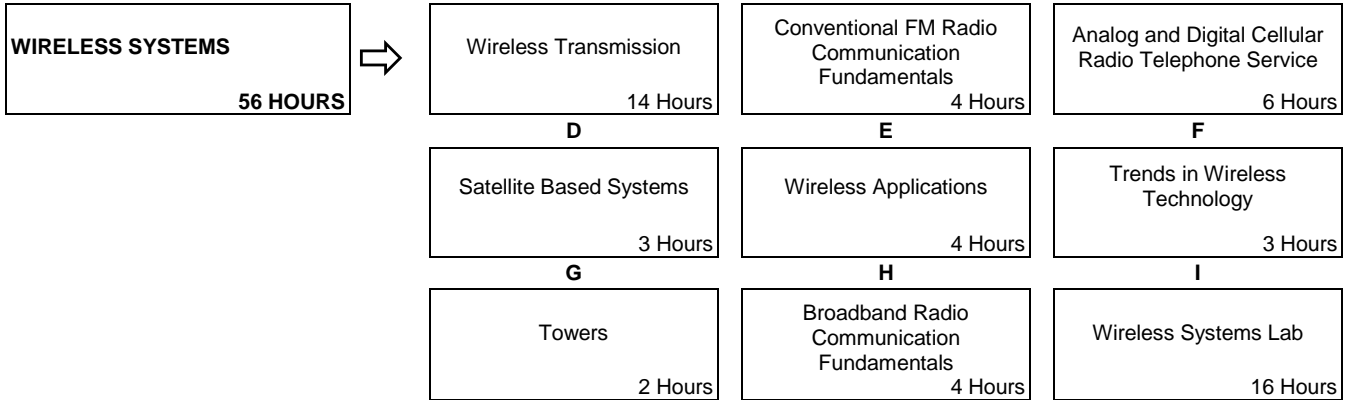 WIRELESS SYSTEMS
56 HOURS
Wireless Transmission
14 Hours
Conventional FM Radio
Communication
Fundamentals
4 Hours
Analog and Digital Cellular
Radio Telephone Service
6 Hours
D
E
F
Satellite Based Systems
3 Hours
Wireless Applications
4 Hours
Trends in Wireless
Technology
3 Hours
G
H
I
Towers
2 Hours
Broadband Radio
Communication
Fundamentals
4 Hours
Wireless Systems Lab
16 Hours